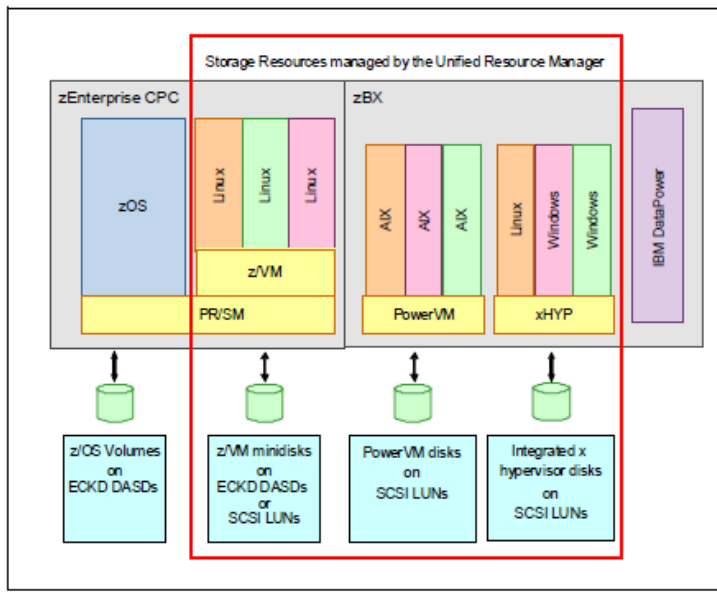 Storage Resources managed by the Unified Resource Manager
zEnterprise CPC
zBX
zOS
Linux
Linux
Linux
z/VM
PR/SM
AIX
AIX
AIX
PowerVM
Linux
Windows
Windows
xHYP
IBM DataPower
z/OS Volumes
on
ECKD DASDs
z/VM minidisks
on
ECKD DASDs
or
SCSI LUNs
PowerVM disks
on
SCSI LUNs
Integrated x
hypervisor disks
on
SCSI LUNs